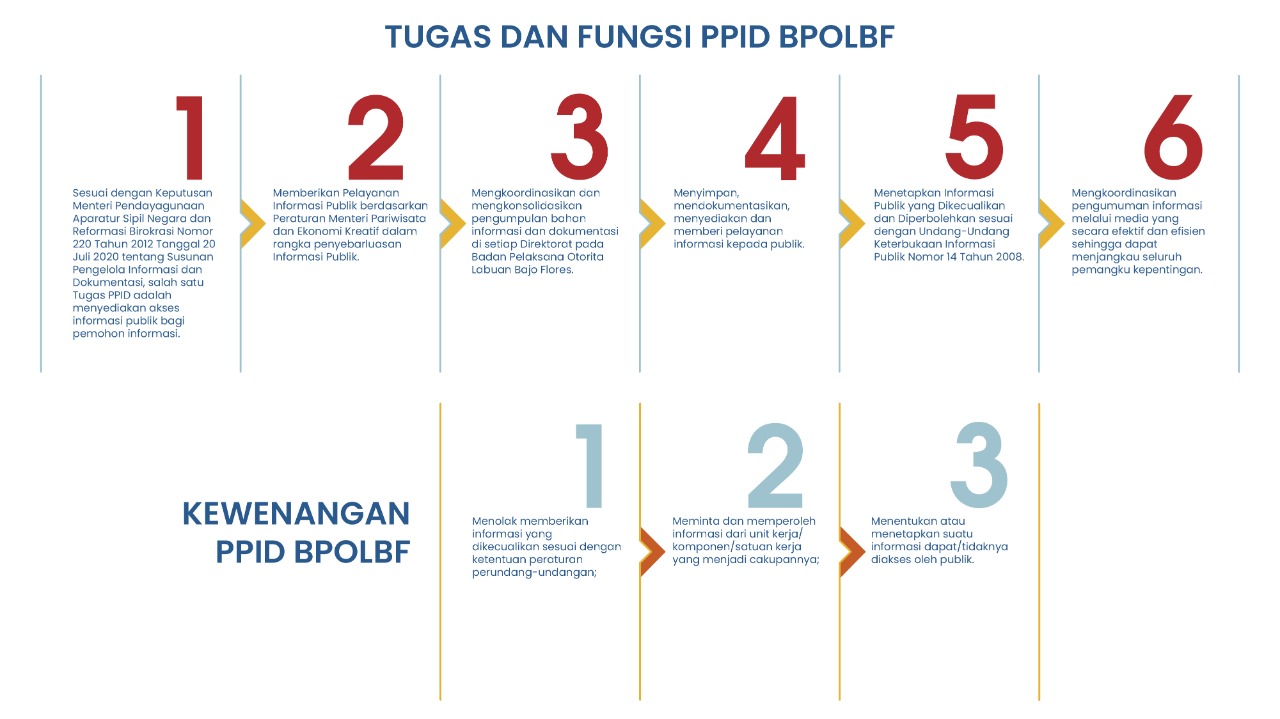 TUGAS DAN FUNGSI PPID BPOLBF
1
Sesuai dengan Keputusan
Menteri Pendayagunaan
Aparatur Sipil Negara dan
Reformasi Birokrasi Nomor
220 Tahun 2012 Tanggal 20
Juli 2020 tentang Susunan
Pengelola Informasi dan
Dokumentasi, salah satu
Tugas PPID adalah
menyediakan akses
informasi publik bagi
pemohon informasi.
2
Memberikan Pelayanan
Informasi Publik berdasarkan
Peraturan Menteri Pariwisata
dan Ekonomi Kreatif dalam
rangka penyebarluasan
Informasi Publik.
3
Mengkoordinasikan dan
mengkonsolidasikan
pengumpulan bahan
informasi dan dokumentasi
di setiap Direktorat pada
Badan Pelaksana Otorita
Labuan Bajo Flores.
4
Menyimpan,
mendokumentasikan,
menyediakan dan
memberi pelayanan
informasi kepada publik.
5
Menetapkan Informasi
Publik yang Dikecualikan
dan Diperbolehkan sesuai
dengan Undang-Undang
Keterbukaan Informasi
Publik Nomor 14 Tahun 2008.
6
Mengkoordinasikan
pengumuman informasi
melalui media yang
secara efektif dan efisien
sehingga dapat
menjangkau seluruh
pemangku kepentingan.
KEWENANGAN
PPID BPOLBF
1
Menolak memberikan
informasi yang
dikecualikan sesuai dengan
ketentuan peraturan
perundang-undangan;
2
Meminta dan memperoleh
informasi dari unit kerja/
komponen/satuan kerja
yang menjadi cakupannya;
3
Menentukan atau
menetapkan suatu
informasi dapat/tidaknya
diakses oleh publik.